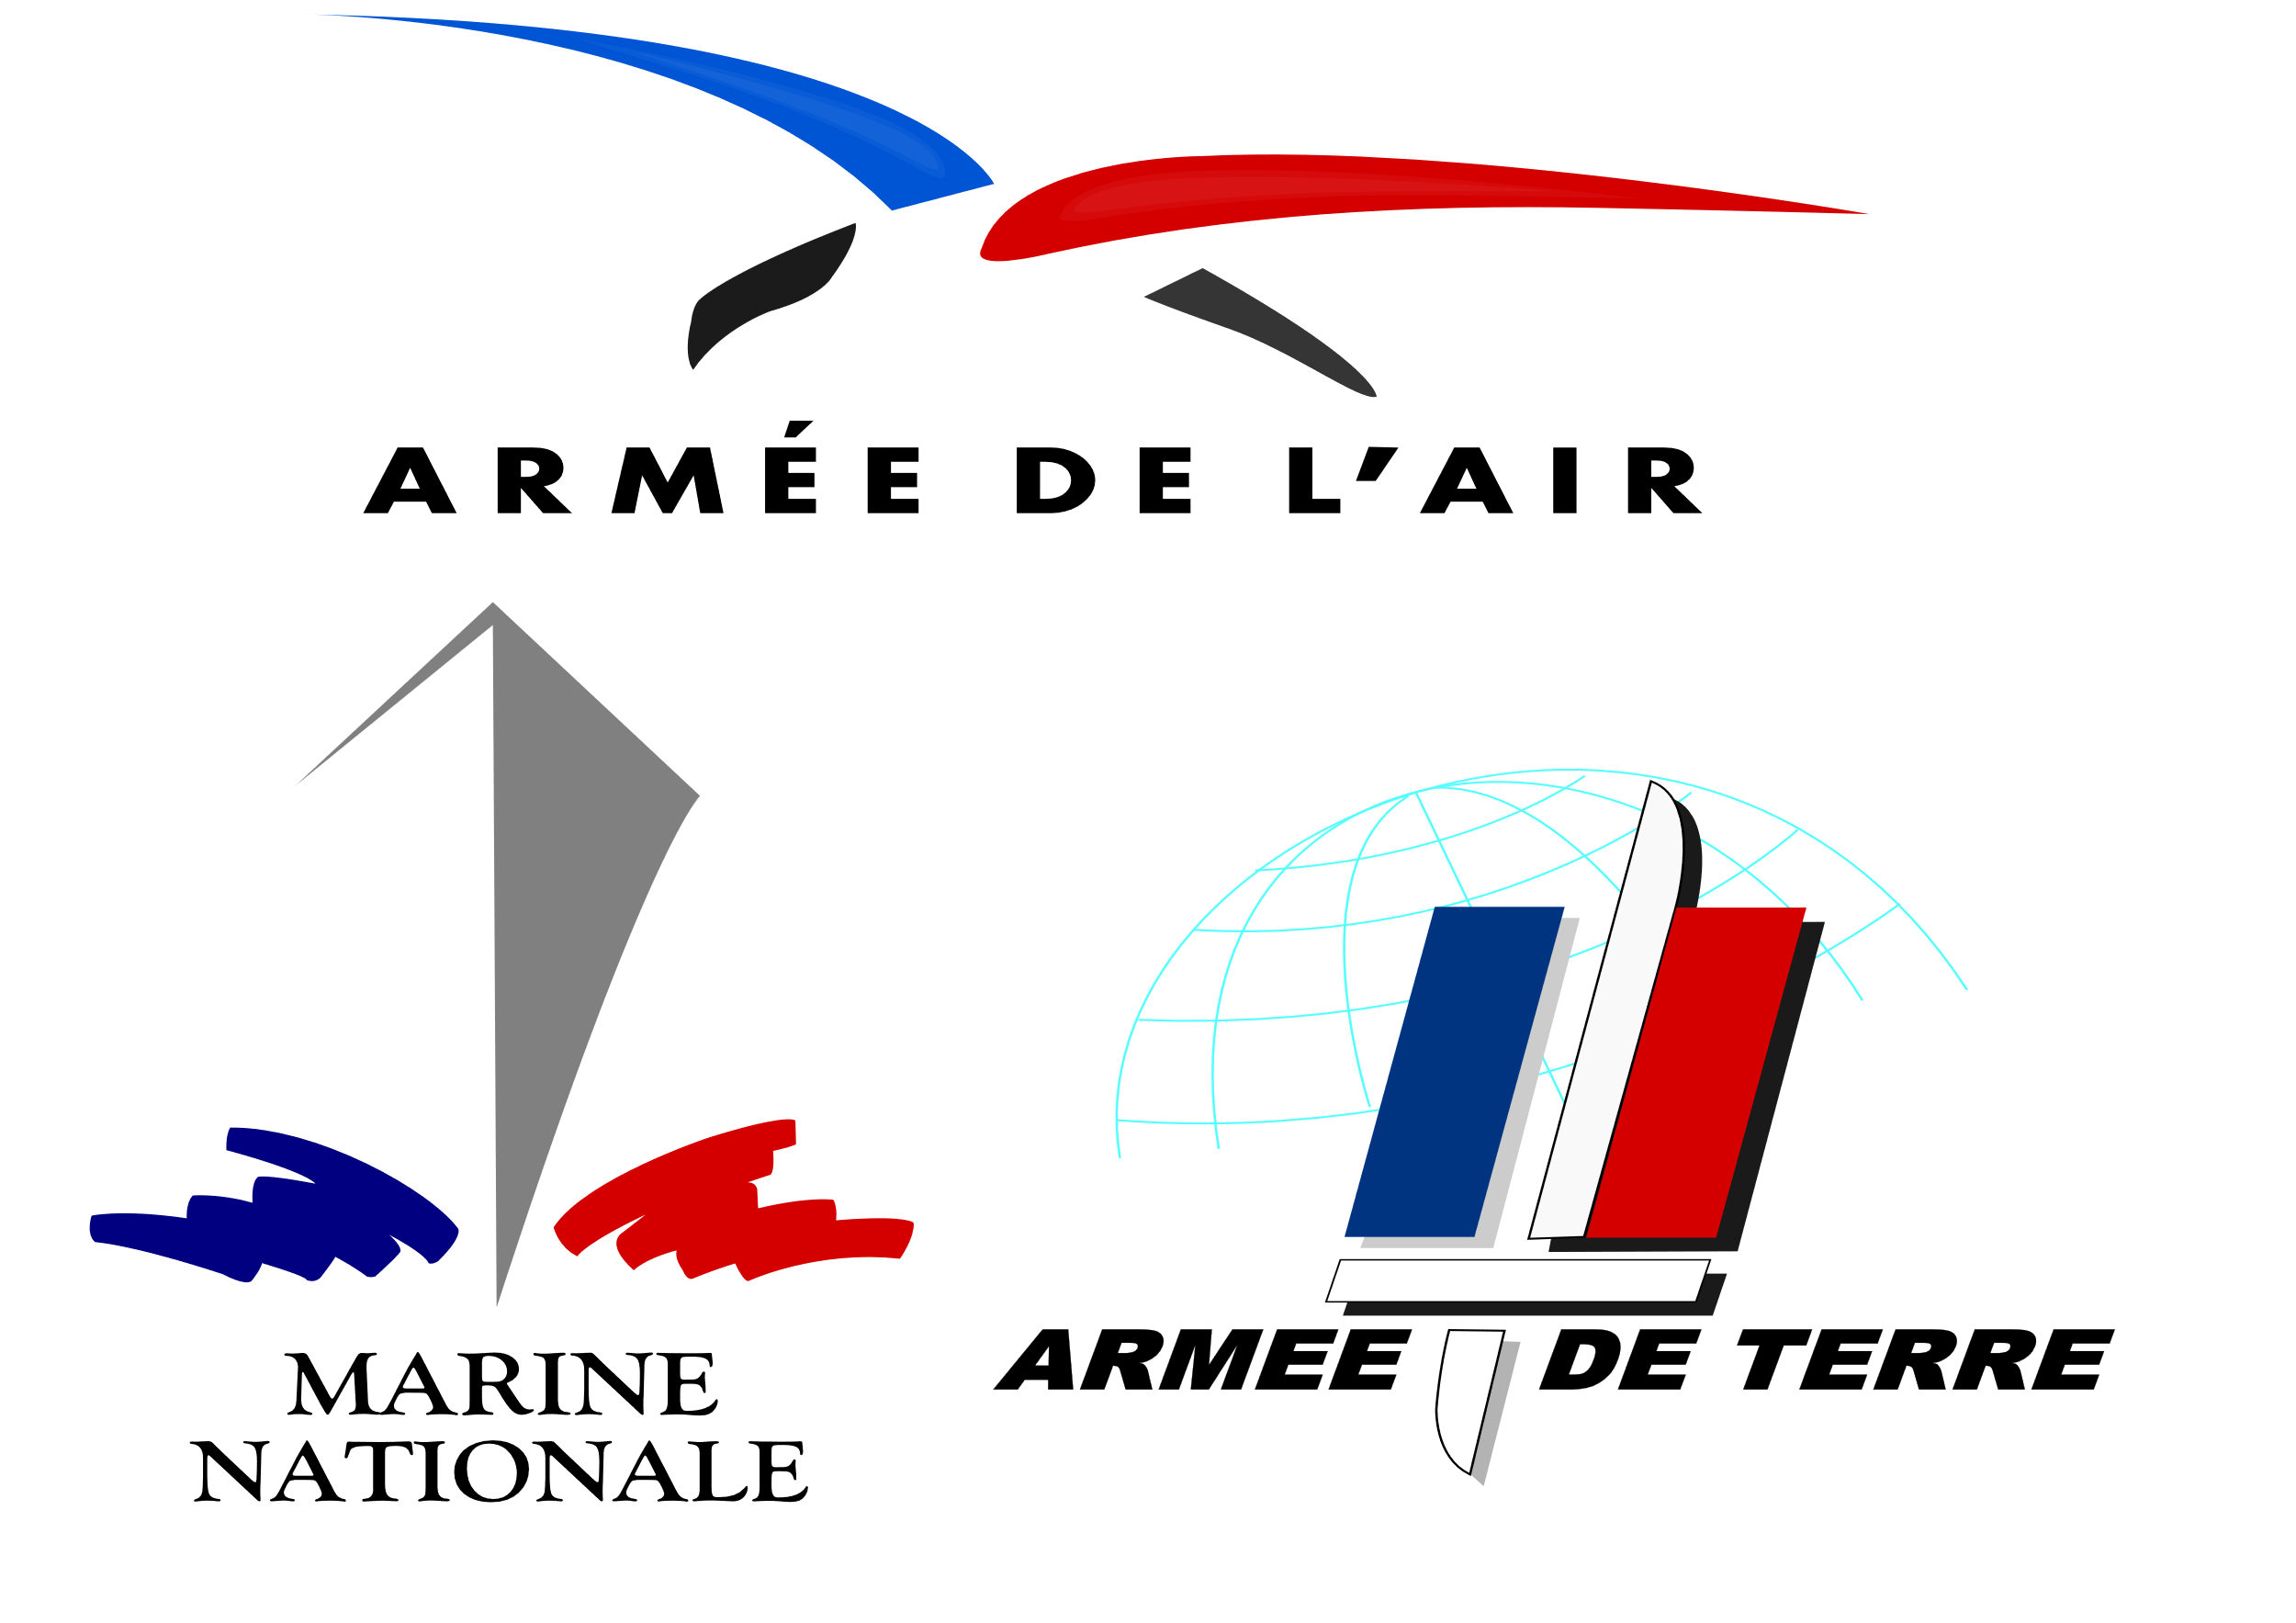 ARMÉE DE L’AIR
MARINE
NATIONALE
ARMEE DE TERRE